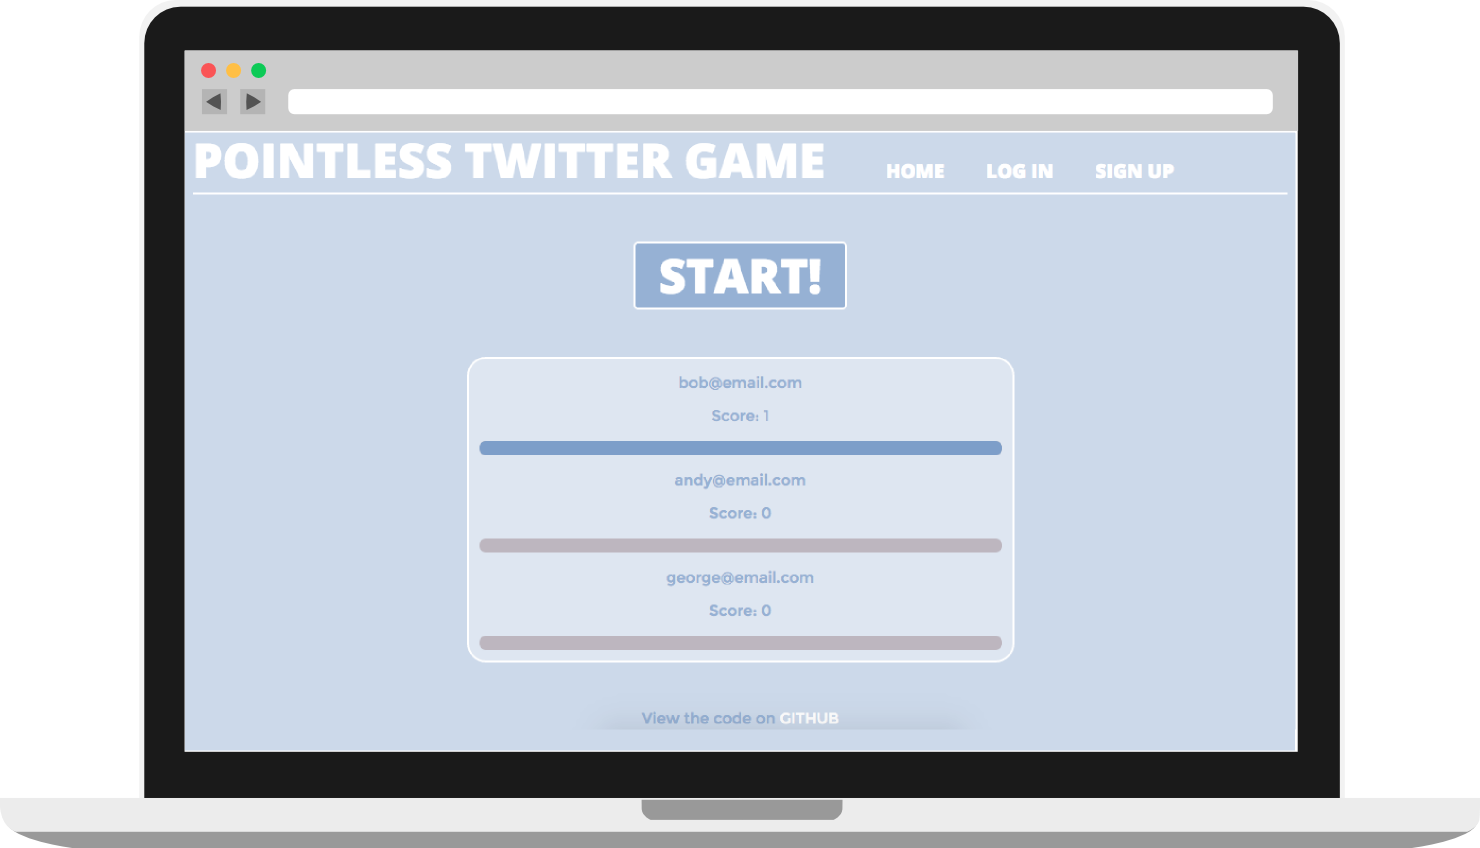 POINTLESS TWITTER GAME
HOME LOG IN SIGN UP
START!
bob@email.com
Score: 1
andy@email.com
Score: 0
george@email.com
Score: 0
View the code on GITHUB